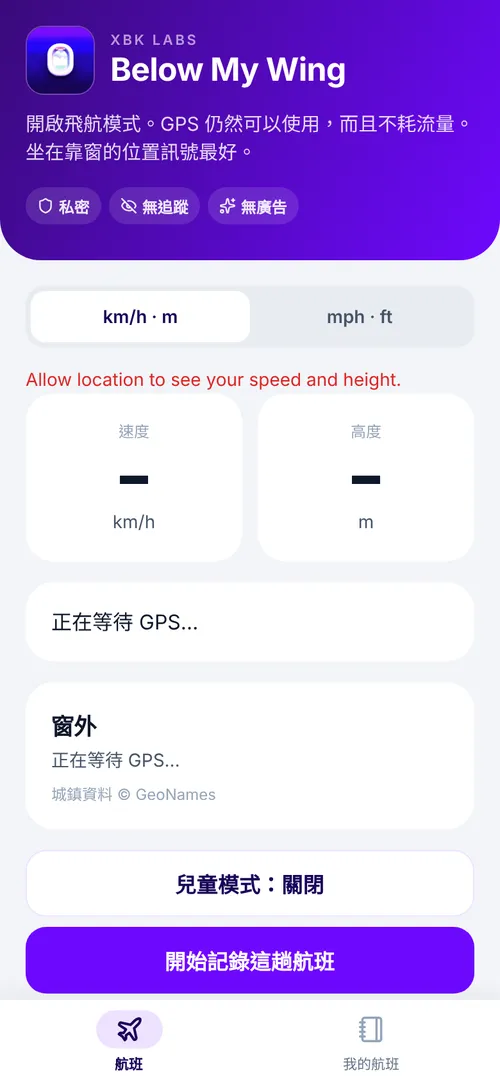 XBK LABS
Below My Wing
開啟飛航模式。GPS 仍然可以使用，而且不耗流量。
坐在靠窗的位置訊號最好。
私密
無追蹤
無廣告
km/h · m
mph · ft
Allow location to see your speed and height.
速度
高度
km/h
m
正在等待 GPS...
窗外
正在等待 GPS...
城鎮資料 © GeoNames
兒童模式：關閉
開始記錄這趟航班
航班
我的航班